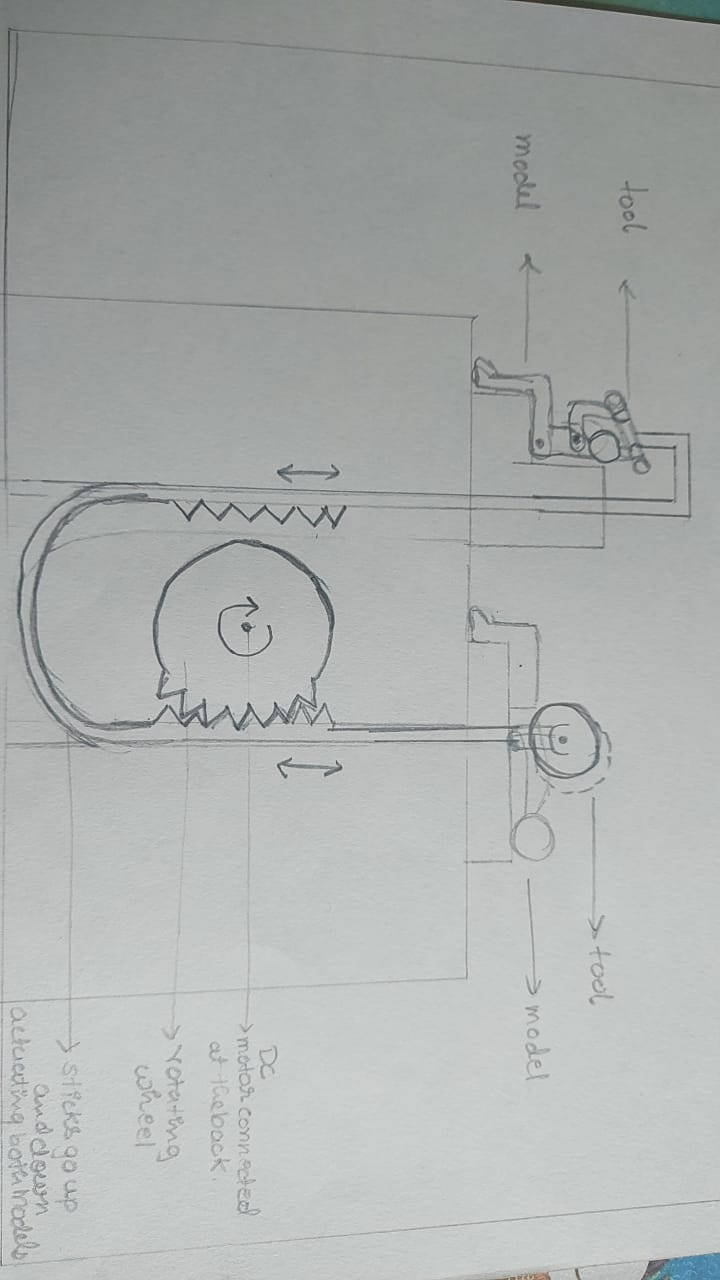 tool
tool
model
model
DC
motor connected
at the back.
rotating
wheel
sticks go up
and down
actuating both models